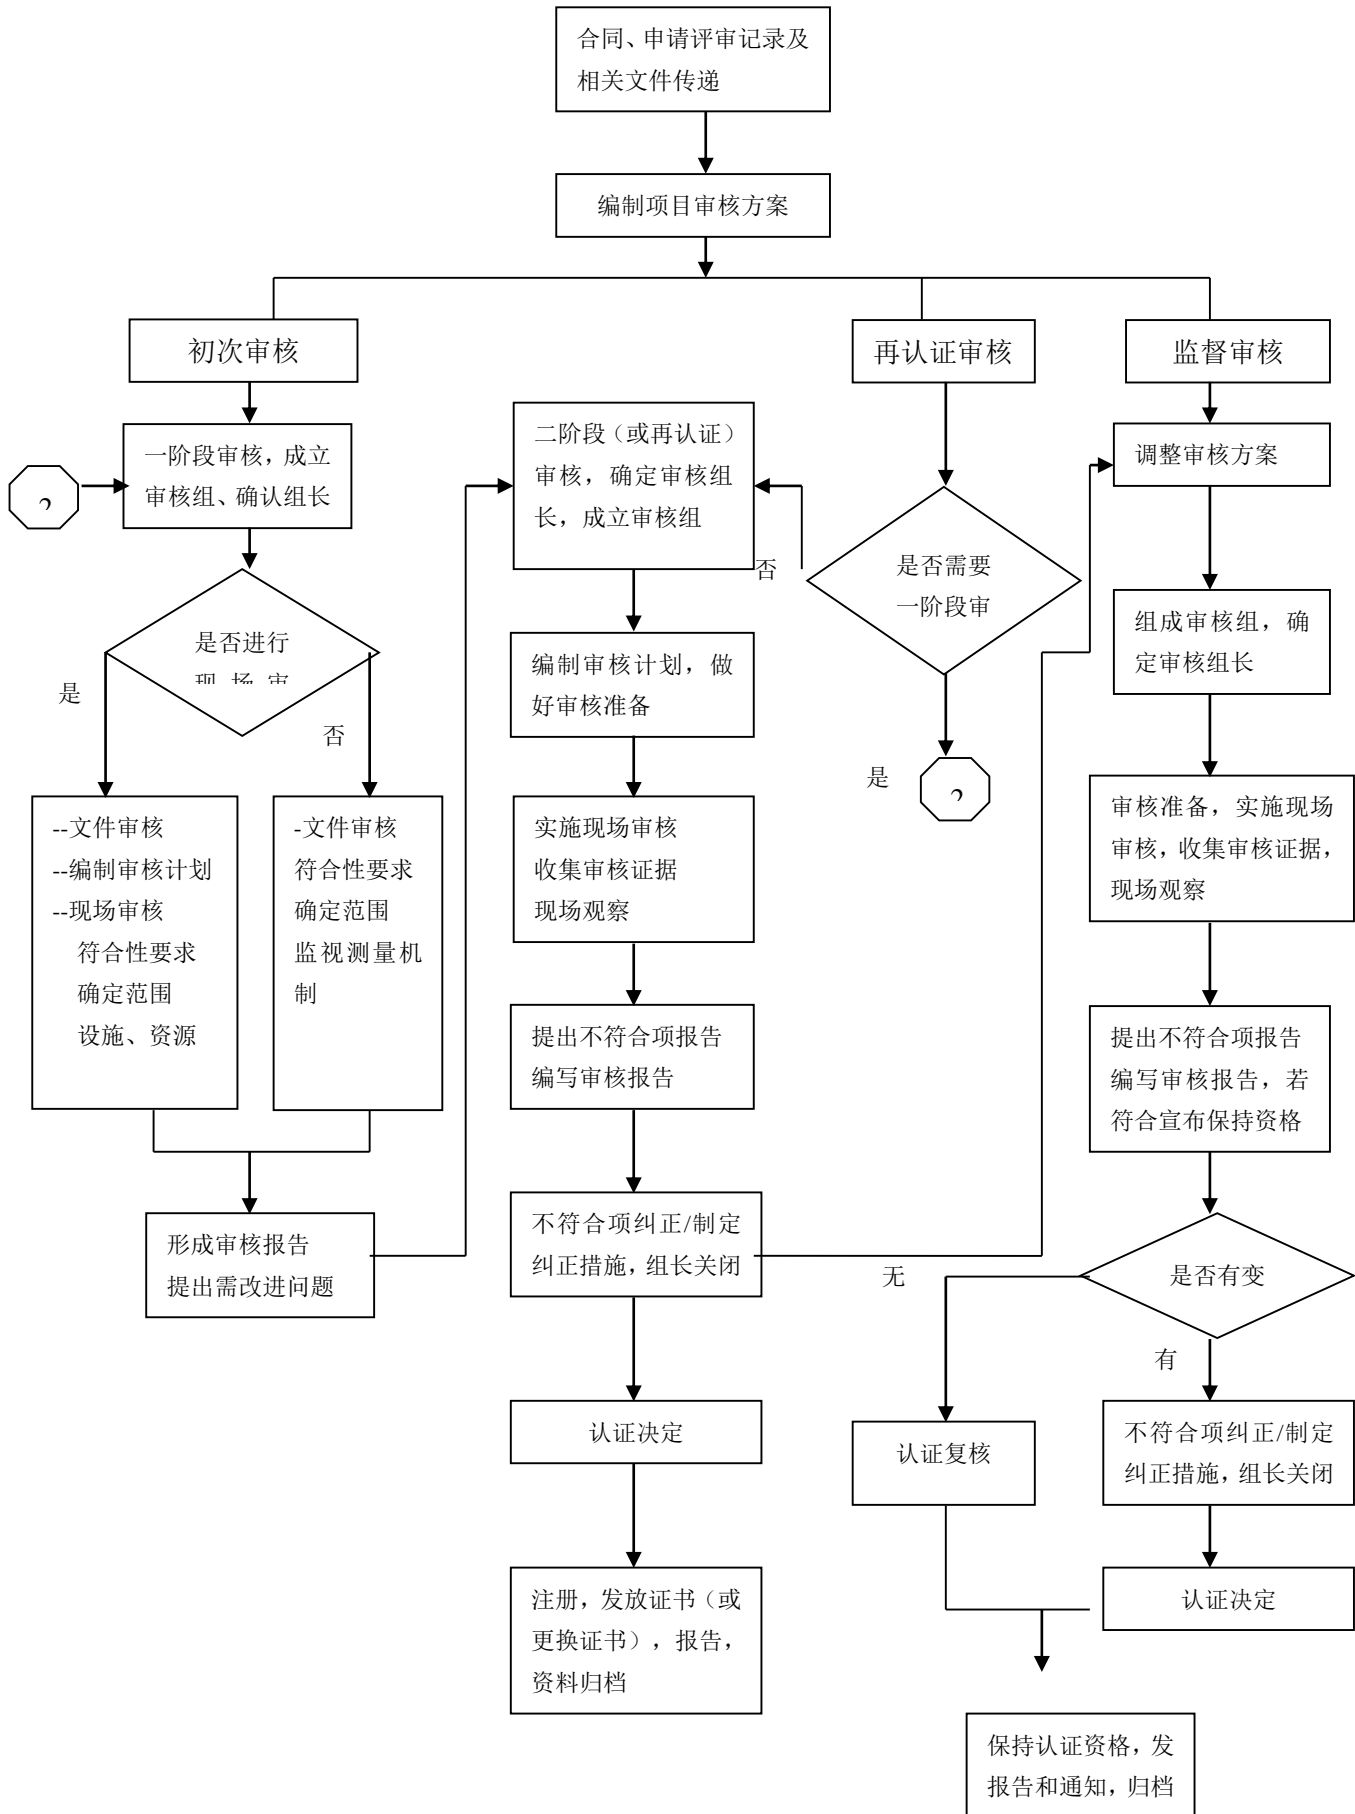 合同、申请评审记录及
相关文件传递
编制项目审核方案
初次审核
再认证审核
监督审核
一阶段审核，成立
审核组、确认组长
二阶段（或再认证）
审核，确定审核组
长，成立审核组
调整审核方案
否
是否需要
一阶段审
是否进行
是
否
编制审核计划，做
好审核准备
组成审核组，确
定审核组长
是
--文件审核
--编制审核计划
--现场审核
符合性要求
确定范围
设施、资源
-文件审核
符合性要求
确定范围
监视测量机
制
实施现场审核
收集审核证据
现场观察
审核准备，实施现场
审核，收集审核证据，
现场观察
提出不符合项报告
编写审核报告
提出不符合项报告
编写审核报告，若
符合宣布保持资格
形成审核报告
提出需改进问题
不符合项纠正/制定
纠正措施，组长关闭
无
是否有变
有
认证决定
认证复核
不符合项纠正/制定
纠正措施，组长关闭
注册，发放证书（或
更换证书），报告，
资料归档
认证决定
保持认证资格，发
报告和通知，归档